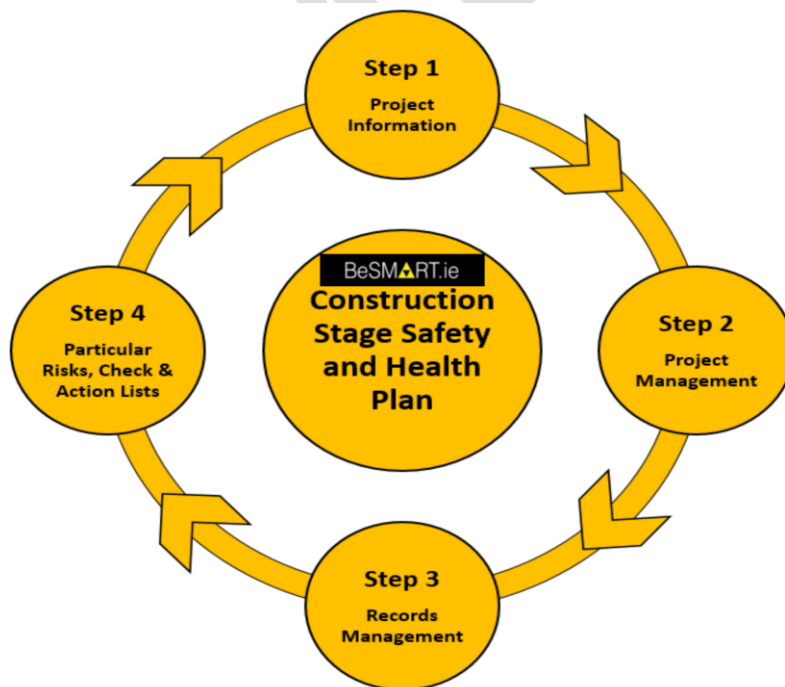 Step 1
Project
Information
Step 2
Project
Management
Step 3
Records
Management
Step 4
Particular
Risks, Check &
Action Lists
BeSMART.ie
Construction
Stage Safety
and Health
Plan